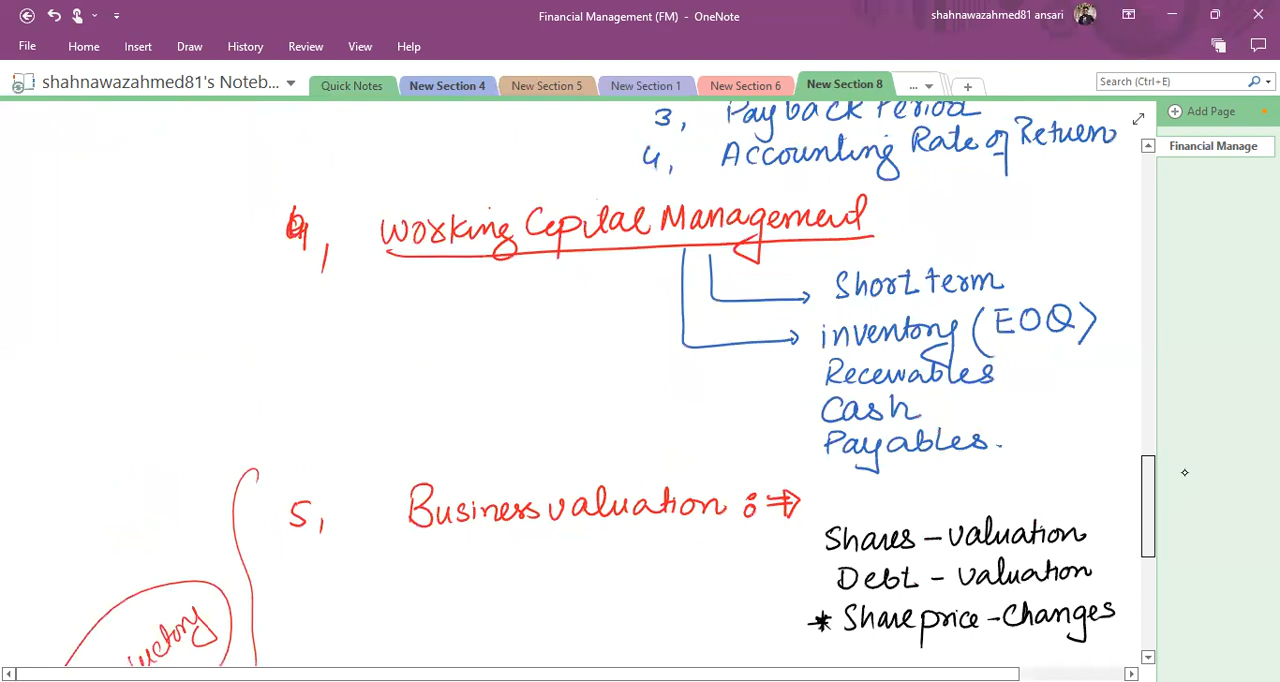 Financial Management (FM) - OneNote
shahnawazahmed81 ansari
File Home Insert Draw History Review View Help
shahnawazahmed81's Noteb...
Quick Notes New Section 4 New Section 5 New Section 1 New Section 6 New Section 8 ...
Search (Ctrl+E)
Add Page
Financial Manage
3, Payback Period
4, Accounting Rate of Return
4, Working Capital Management
Short term
inventory (EOQ)
Receivables
Cash
Payables.
5, Business valuation :⇒
Shares - valuation
Debt - valuation
* Share price - Changes
uctory